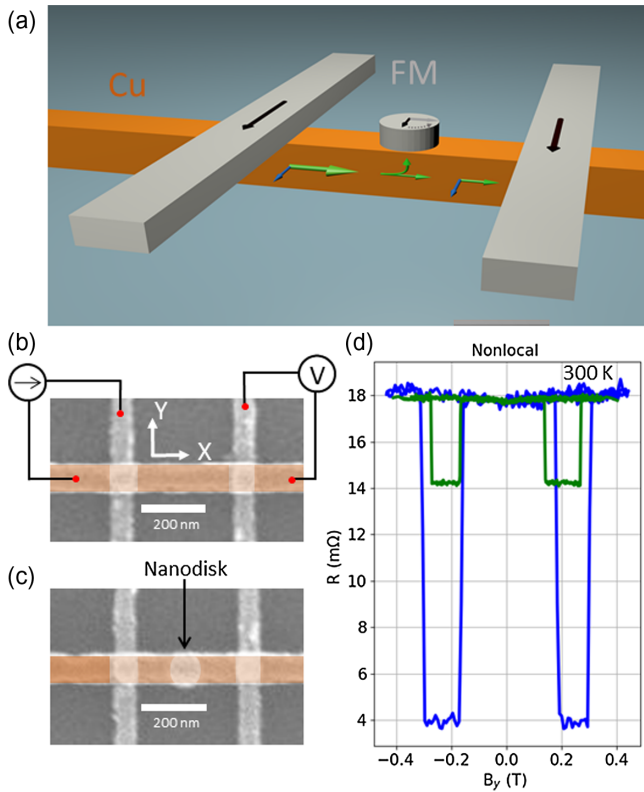 (a)
Cu
FM
(b)
V
Y
X
200 nm
(c)
Nanodisk
200 nm
(d)
Nonlocal
300 K
18
16
14
12
10
8
6
4
R (mΩ)
−0.4
−0.2
0.0
0.2
0.4
By (T)